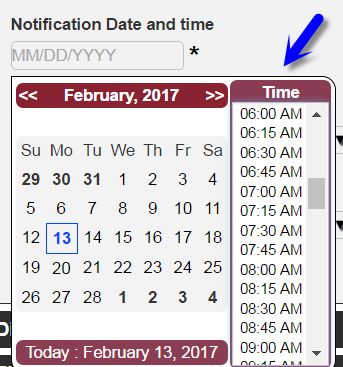 Notification Date and time
MM/DD/YYYY *
<< February, 2017 >>
Su Mo Tu We Th Fr Sa
29 30 31 1 2 3 4
5 6 7 8 9 10 11
12 13 14 15 16 17 18
19 20 21 22 23 24 25
26 27 28 1 2 3 4
Today : February 13, 2017
Time
06:00 AM
06:15 AM
06:30 AM
06:45 AM
07:00 AM
07:15 AM
07:30 AM
07:45 AM
08:00 AM
08:15 AM
08:30 AM
08:45 AM
09:00 AM
09:15 AM